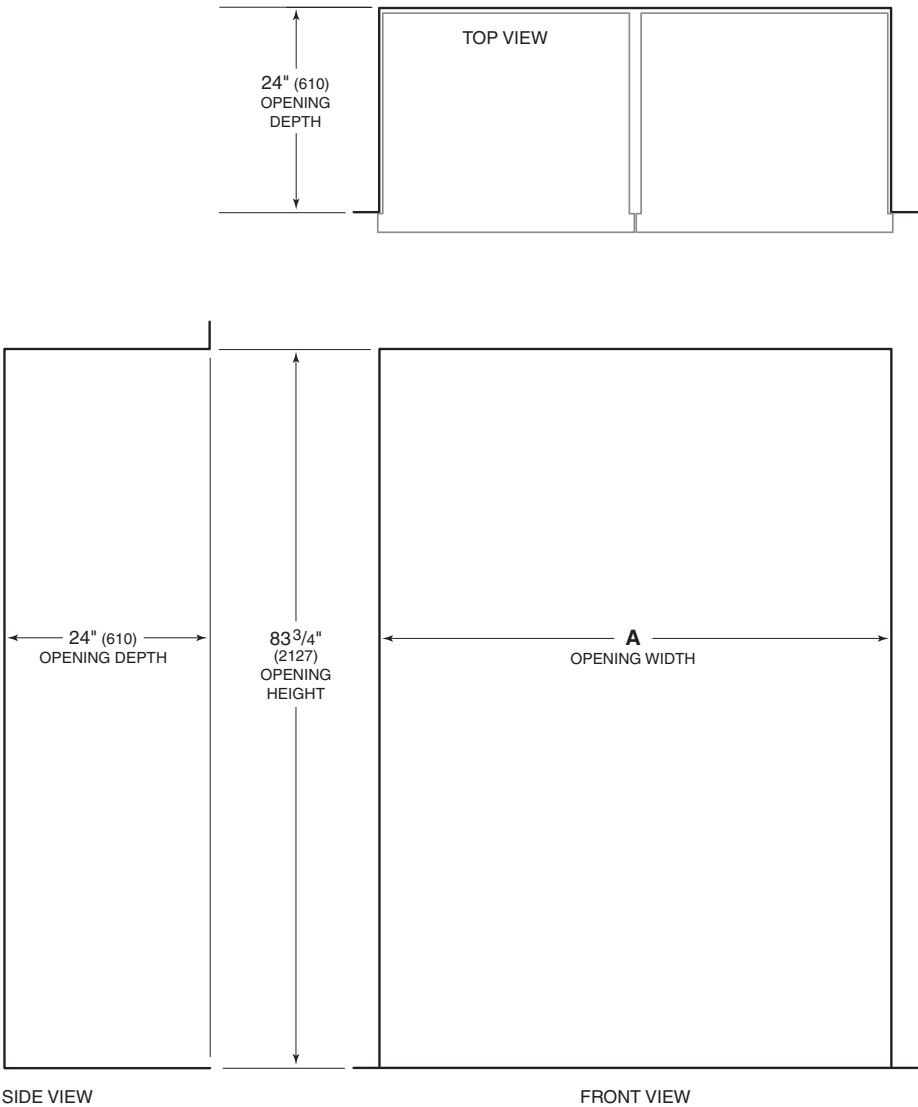 TOP VIEW
24" (610)
OPENING
DEPTH
24" (610)
OPENING DEPTH
83 3/4"
(2127)
OPENING
HEIGHT
A
OPENING WIDTH
SIDE VIEW
FRONT VIEW